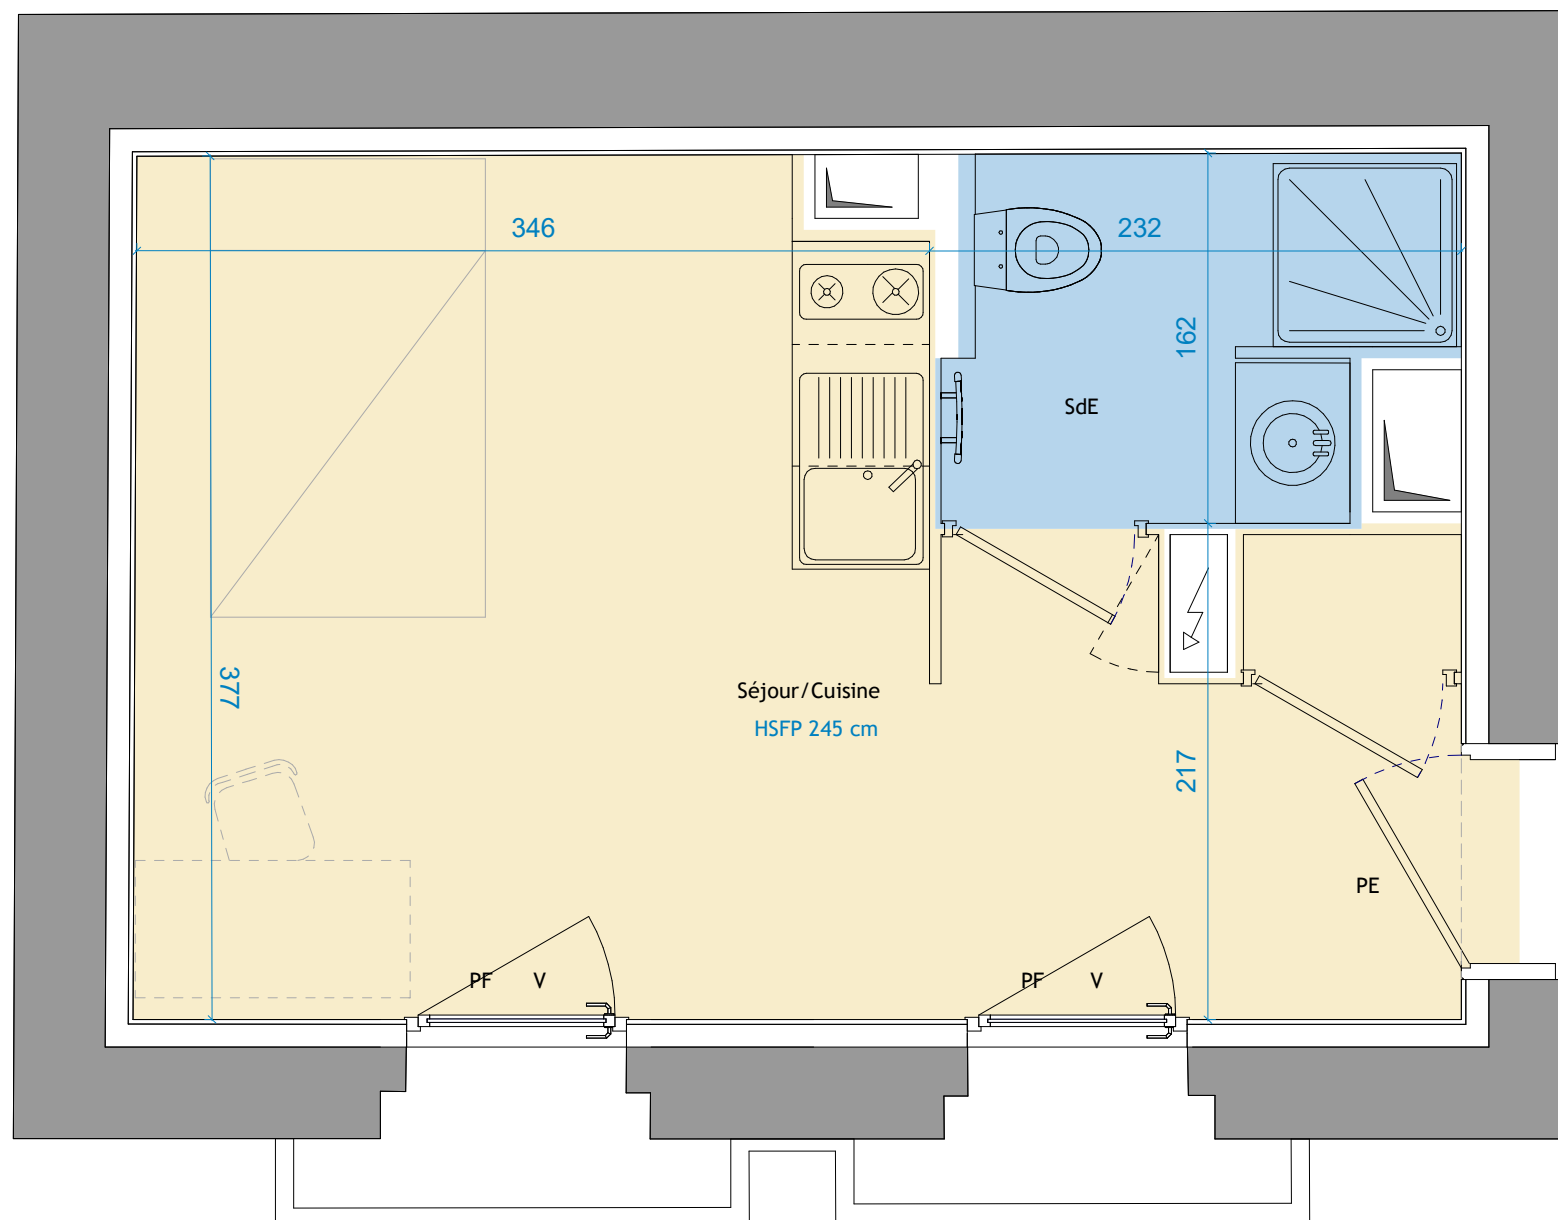 346
232
162
SdE
377
Séjour/Cuisine
HSFP 245 cm
217
PE
PF V
PF V